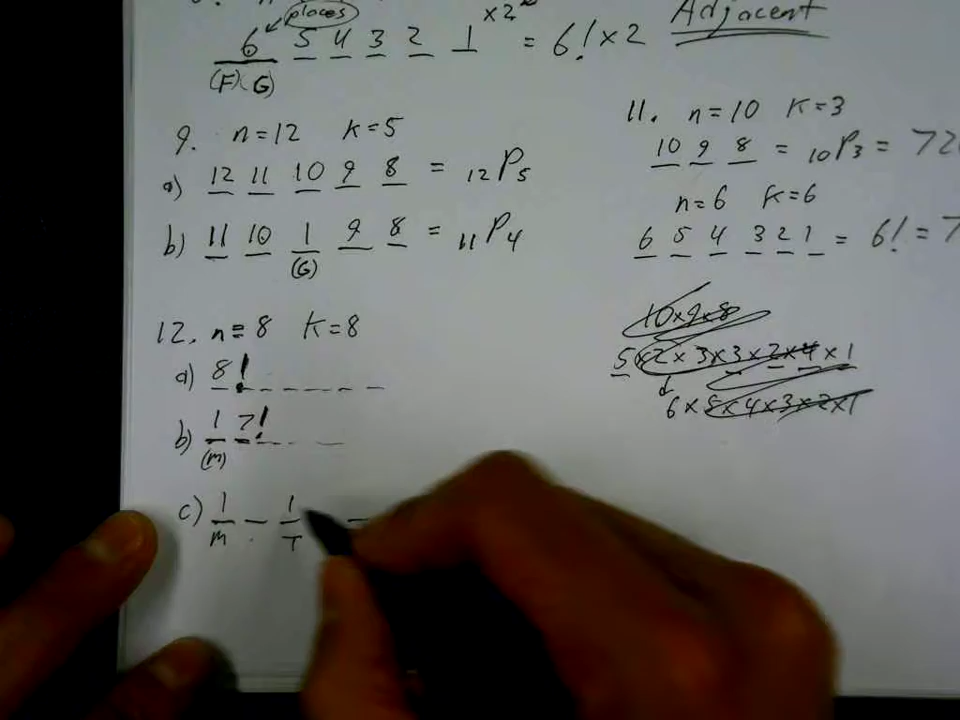 places ×2
Adjacent
6 5 4 3 2 1 = 6! × 2
(F)(G)
9. n=12 K=5
a) 12 11 10 9 8 = 12P5
b) 11 10 1 9 8 = 11P4
(G)
11. n=10 K=3
10 9 8 = 10P3 = 72
n=6 K=6
6 5 4 3 2 1 = 6! = 7
10×9×8
5×2×3×3×2×4×1
6×5×4×3×2×1
12. n=8 K=8
a) 8!
b) 1 7!
(m)
c) 1 1
m T